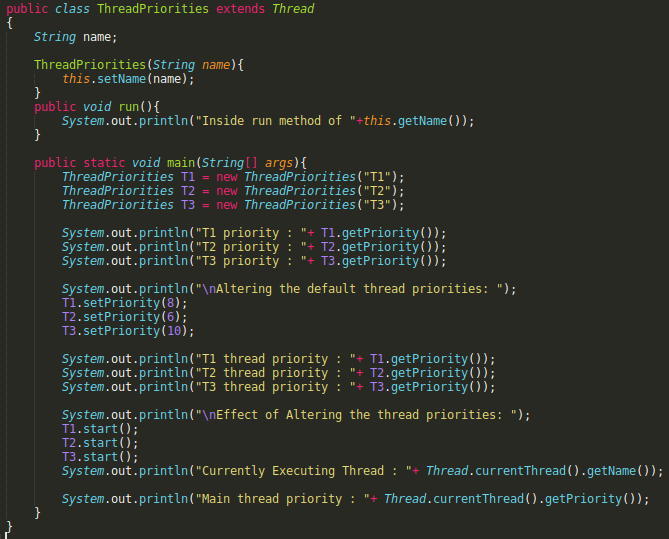 public class ThreadPriorities extends Thread
{
    String name;

    ThreadPriorities(String name){
        this.setName(name);
    }
    public void run(){
        System.out.println("Inside run method of "+this.getName());
    }

    public static void main(String[] args){
        ThreadPriorities T1 = new ThreadPriorities("T1");
        ThreadPriorities T2 = new ThreadPriorities("T2");
        ThreadPriorities T3 = new ThreadPriorities("T3");

        System.out.println("T1 priority : "+ T1.getPriority());
        System.out.println("T2 priority : "+ T2.getPriority());
        System.out.println("T3 priority : "+ T3.getPriority());

        System.out.println("\nAltering the default thread priorities: ");
        T1.setPriority(8);
        T2.setPriority(6);
        T3.setPriority(10);

        System.out.println("T1 thread priority : "+ T1.getPriority());
        System.out.println("T2 thread priority : "+ T2.getPriority());
        System.out.println("T3 thread priority : "+ T3.getPriority());

        System.out.println("\nEffect of Altering the thread priorities: ");
        T1.start();
        T2.start();
        T3.start();
        System.out.println("Currently Executing Thread : "+ Thread.currentThread().getName());

        System.out.println("Main thread priority : "+ Thread.currentThread().getPriority());
    }
}